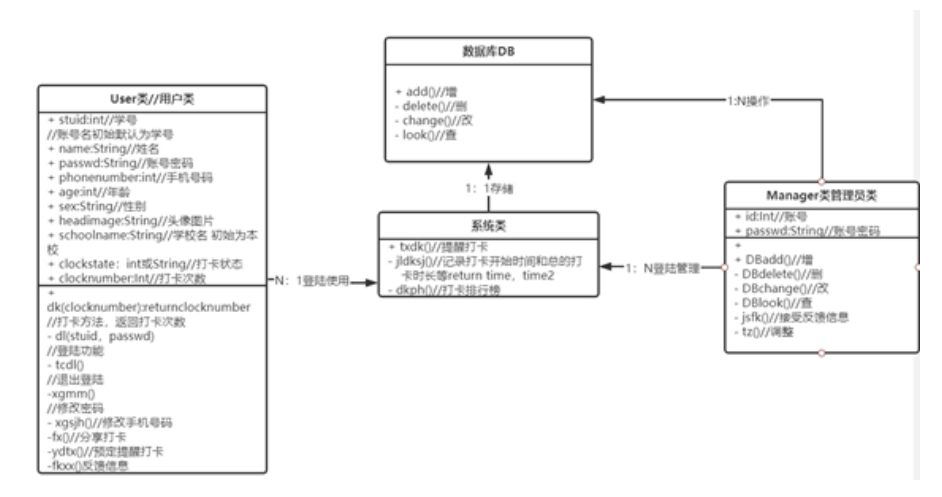 数据库DB
+ add()//增
- delete()//删
- change()//改
- look()//查
1:N操作
User类//用户类
+ stuid:int//学号
//账号名初始默认为学号
+ name:String//姓名
+ passwd:String//账号密码
+ phonenumber:int//手机号码
+ age:int//年龄
+ sex:String//性别
+ headimage:String//头像图片
+ schoolname:String//学校名 初始为本
校
+ clockstate：int或String//打卡状态
+ clocknumber:Int//打卡次数
+
dk(clocknumber):returnclocknumber
//打卡方法，返回打卡次数
- dl(stuid，passwd)
//登陆功能
- tcdl()
//退出登陆
-xgmm()
//修改密码
- xgsjh()//修改手机号码
-fx()//分享打卡
-ydtx()//预定提醒打卡
-fkxx()反馈信息
N：1登陆使用
1：1存储
系统类
+ txdk()//提醒打卡
- jldksj()//记录打卡开始时间和总的打
卡时长等return time，time2
- dkph()//打卡排行榜
1：N登陆管理
Manager类管理员类
+ id:Int//账号
+ passwd:String//账号密码
+
+ DBadd()//增
- DBdelete()//删
- DBchange()//改
- DBlook()//查
- jsfk()//接受反馈信息
- tz()//调整